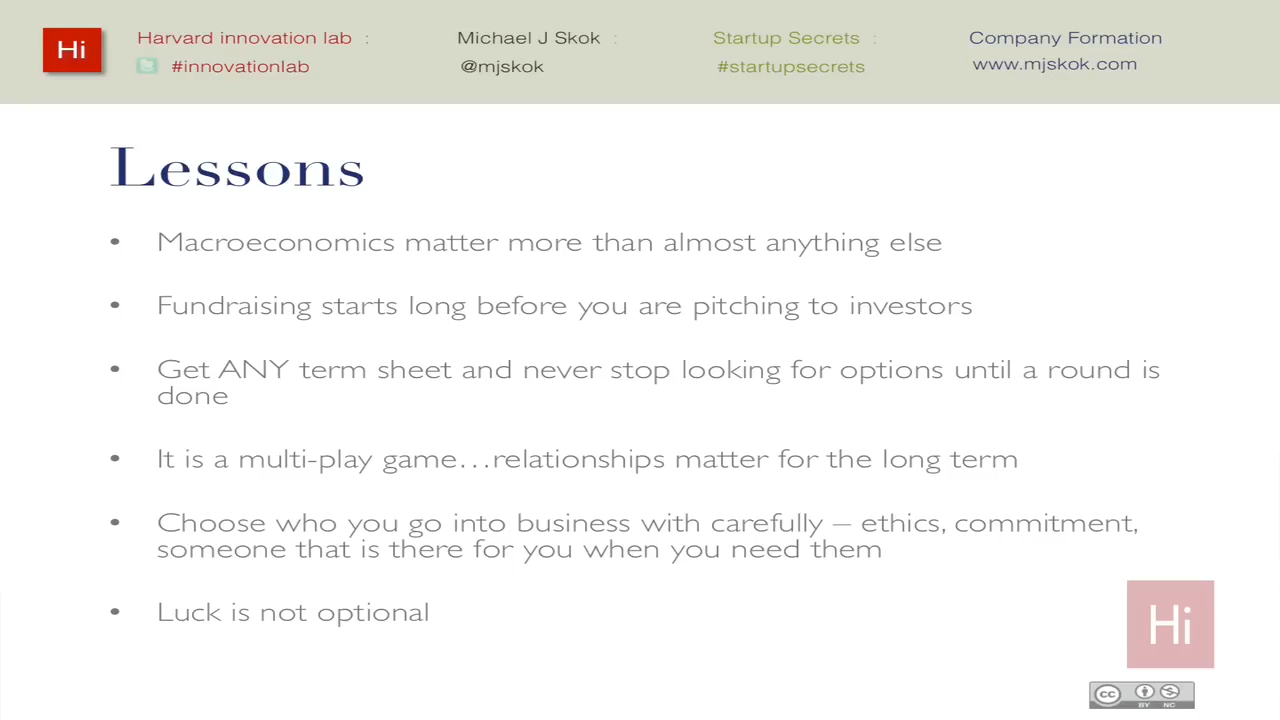 Hi
Harvard innovation lab :
#innovationlab
Michael J Skok :
@mjskok
Startup Secrets :
#startupsecrets
Company Formation
www.mjskok.com
Lessons
• Macroeconomics matter more than almost anything else
• Fundraising starts long before you are pitching to investors
• Get ANY term sheet and never stop looking for options until a round is
done
• It is a multi-play game…relationships matter for the long term
• Choose who you go into business with carefully – ethics, commitment,
someone that is there for you when you need them
• Luck is not optional
Hi
cc
BY NC